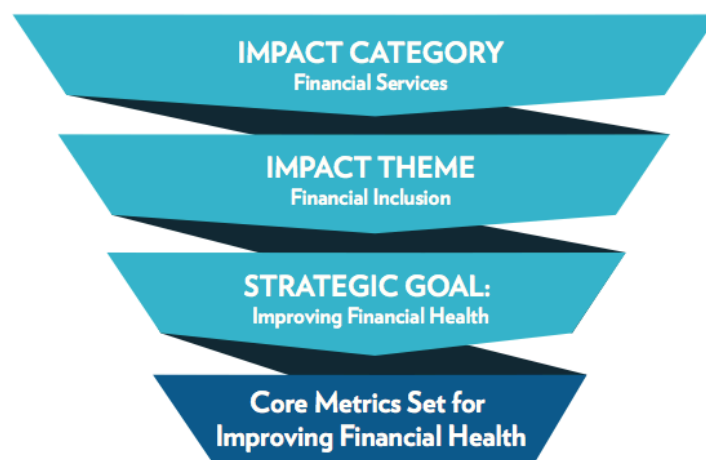 IMPACT CATEGORY
Financial Services
IMPACT THEME
Financial Inclusion
STRATEGIC GOAL:
Improving Financial Health
Core Metrics Set for
Improving Financial Health